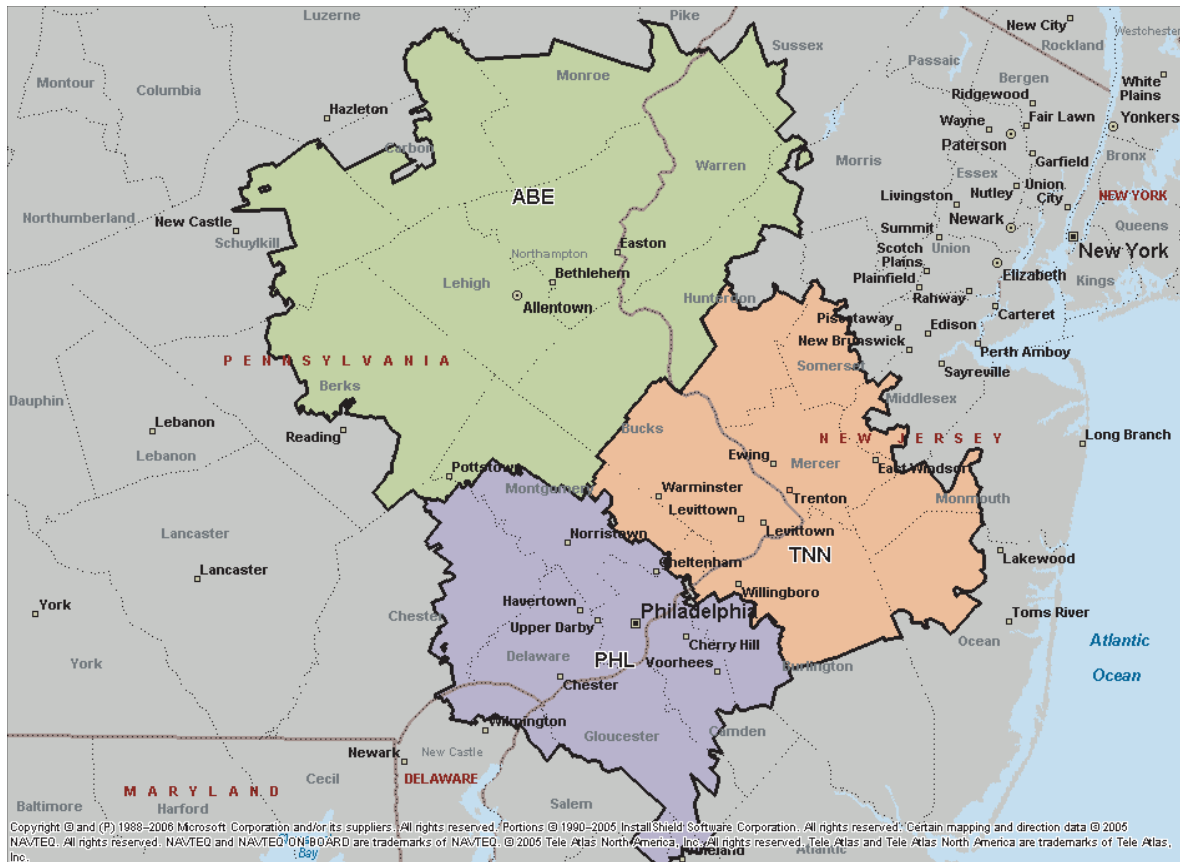 Luzerne
Pike
New City
Westchester
Rockland
Sussex
Passaic
Monroe
Montour
Columbia
Bergen
White
Plains
Ridgewood
Hazleton
Wayne
Fair Lawn
Yonkers
Paterson
Carbon
Garfield
Bronx
Warren
Morris
Essex
Nutley
Union
City
Livingston
NEW YORK
ABE
Northumberland
New Castle
Newark
Queens
Schuylkill
Summit
Union
Easton
Scotch
Plains
New York
Northampton
Bethlehem
Plainfield
Elizabeth
Kings
Lehigh
Hunterdon
Rahway
Allentown
Carteret
Piscataway
Edison
New Brunswick
Perth Amboy
PENNSYLVANIA
Somerset
Sayreville
Berks
Dauphin
Middlesex
Lebanon
Reading
Bucks
NEW JERSEY
Long Branch
Lebanon
Ewing
Mercer
East Windsor
Pottstown
Montgomery
Warminster
Trenton
Monmouth
Levittown
Levittown
Lancaster
Norristown
TNN
Lakewood
Cheltenham
Lancaster
Willingboro
York
Havertown
Philadelphia
Toms River
Chester
Upper Darby
Cherry Hill
Ocean
Atlantic
Ocean
Delaware
PHL
Voorhees
Burlington
York
Chester
Wilmington
Gloucester
Camden
Newark
New Castle
Cecil
DELAWARE
MARYLAND
Baltimore
Harford
Salem
Copyright © and (P) 1988–2006 Microsoft Corporation and/or its suppliers. All rights reserved. Portions © 1990–2005 InstallShield Software Corporation. All rights reserved. Certain mapping and direction data © 2005
NAVTEQ. All rights reserved. NAVTEQ and NAVTEQ ON BOARD are trademarks of NAVTEQ. © 2005 Tele Atlas North America, Inc. All rights reserved. Tele Atlas and Tele Atlas North America are trademarks of Tele Atlas,
Inc.
Bay
Atlantic